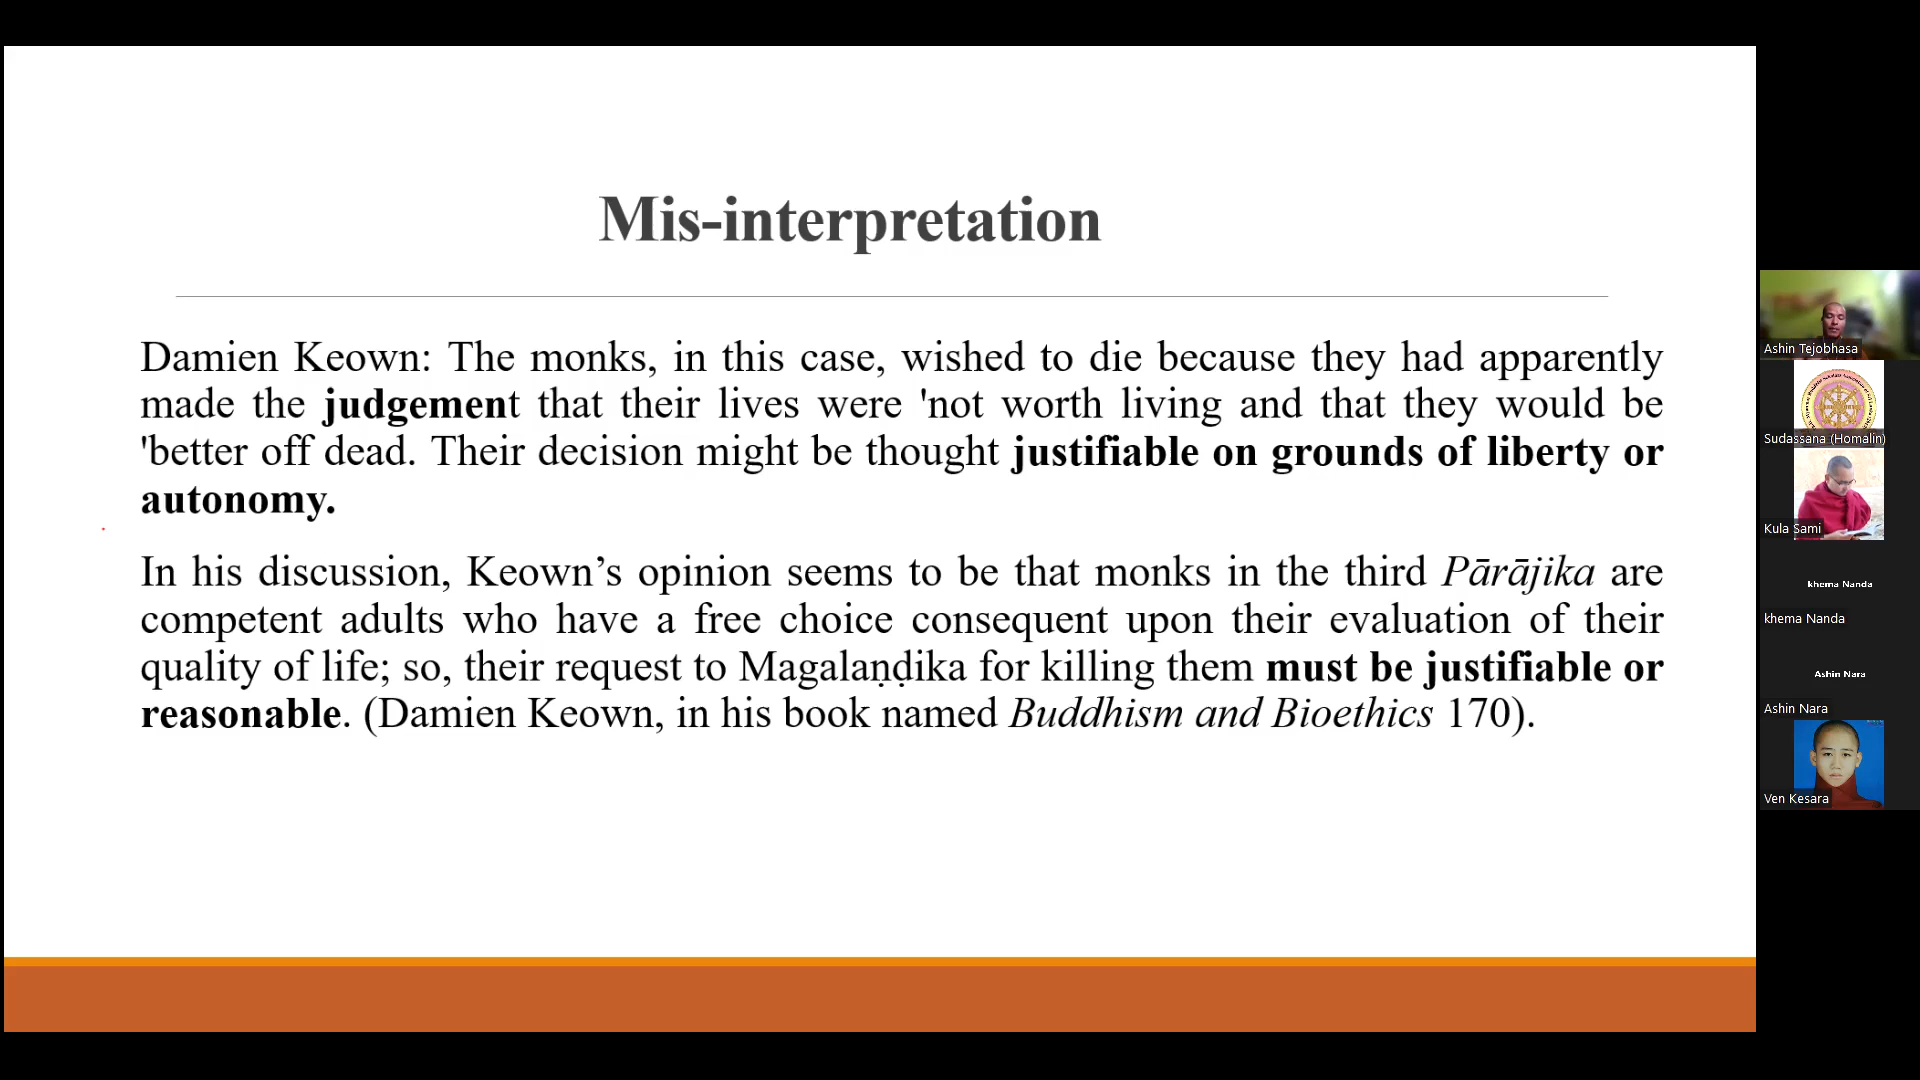 Mis-interpretation
Damien Keown: The monks, in this case, wished to die because they had apparently
made the judgement that their lives were 'not worth living and that they would be
'better off dead. Their decision might be thought justifiable on grounds of liberty or
autonomy.
In his discussion, Keown’s opinion seems to be that monks in the third Pārājika are
competent adults who have a free choice consequent upon their evaluation of their
quality of life; so, their request to Magalaṇḍika for killing them must be justifiable or
reasonable. (Damien Keown, in his book named Buddhism and Bioethics 170).
Ashin Tejobhasa
Sudassana (Homalin)
Kula Sami
khema Nanda
khema Nanda
Ashin Nara
Ashin Nara
Ven Kesara